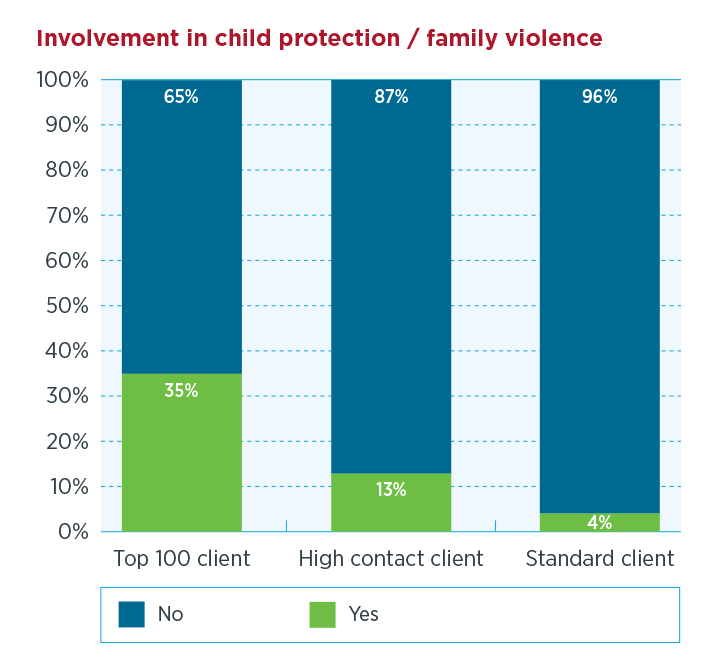 Involvement in child protection / family violence
100%
90%
80%
70%
60%
50%
40%
30%
20%
10%
0%
65%
87%
96%
35%
13%
4%
Top 100 client
High contact client
Standard client
No
Yes